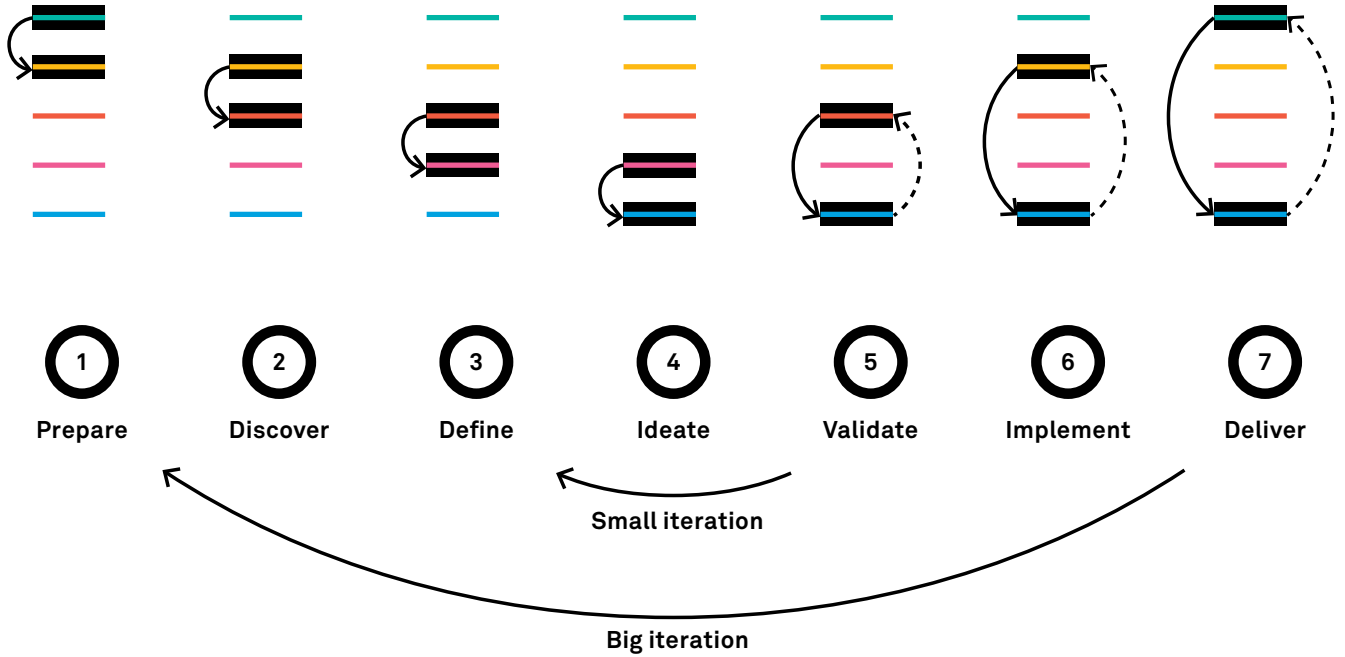 1
2
3
4
5
6
7
Prepare
Discover
Define
Ideate
Validate
Implement
Deliver
Small iteration
Big iteration